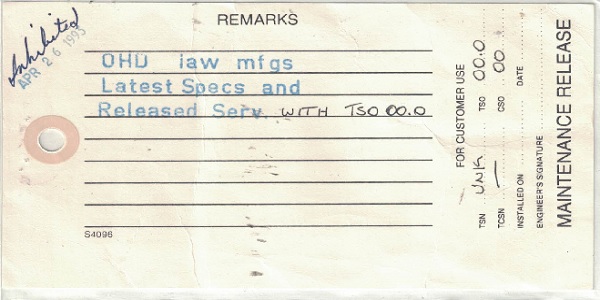 REMARKS
Inhibited
APR 26 1995
OHD iaw mfgs
Latest Specs and
Released Serv. WITH TSO 00.0
S4096
FOR CUSTOMER USE
TSN UNK TSO 00.0
TCSN — CSO 00
INSTALLED ON DATE
ENGINEER'S SIGNATURE
MAINTENANCE RELEASE